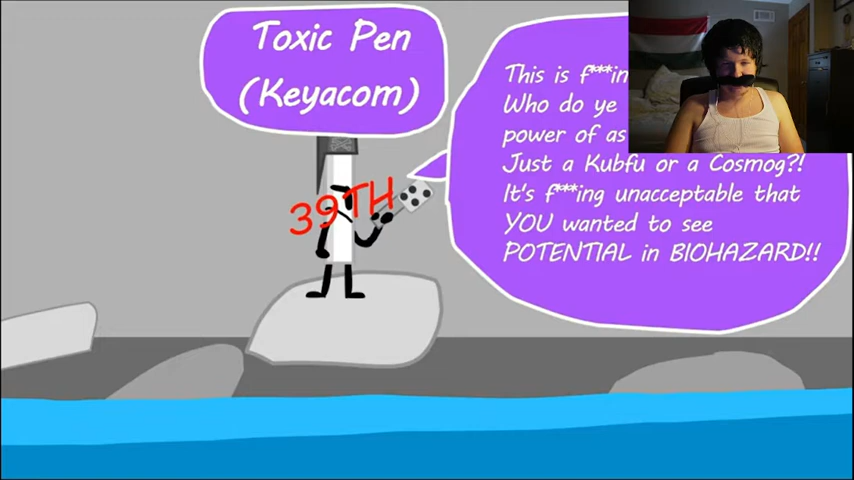 Toxic Pen
(Keyacom)
39TH
This is f***in
Who do ye
power of as
Just a Kubfu or a Cosmog?!
It's f***ing unacceptable that
YOU wanted to see
POTENTIAL in BIOHAZARD!!